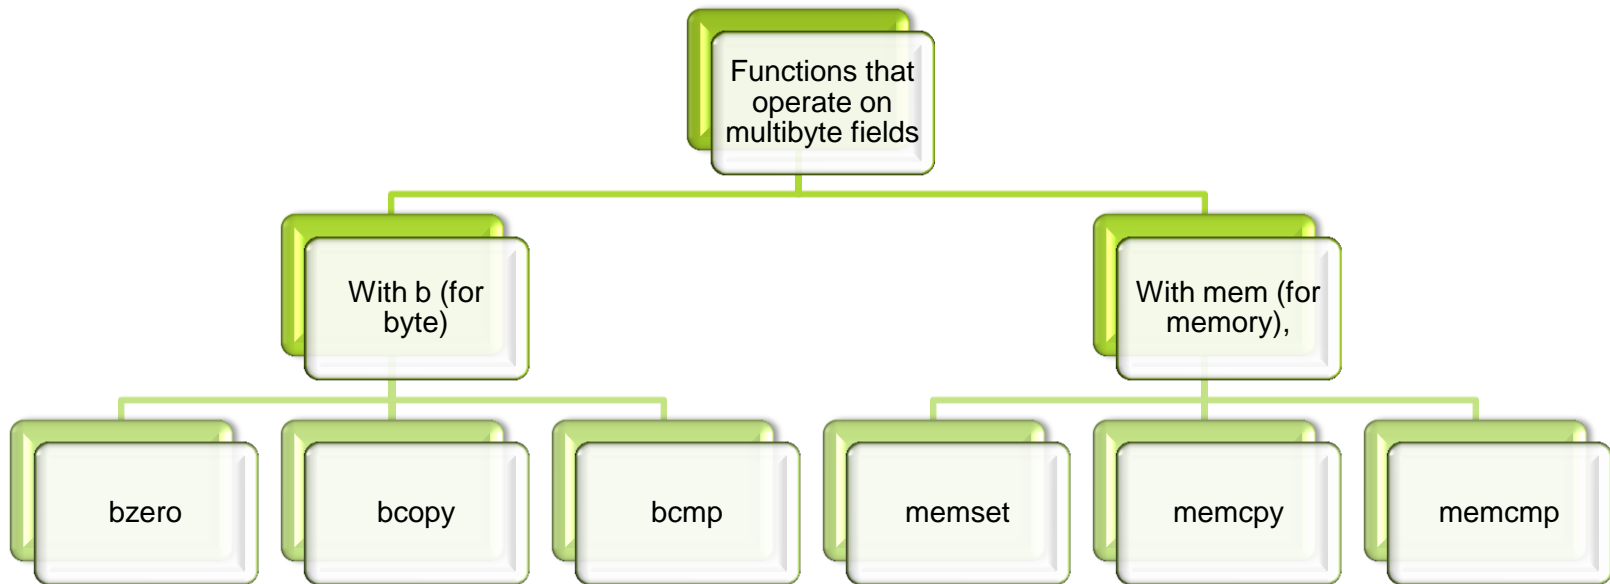 Functions that
operate on
multibyte fields
With b (for
byte)
With mem (for
memory),
bzero
bcopy
bcmp
memset
memcpy
memcmp